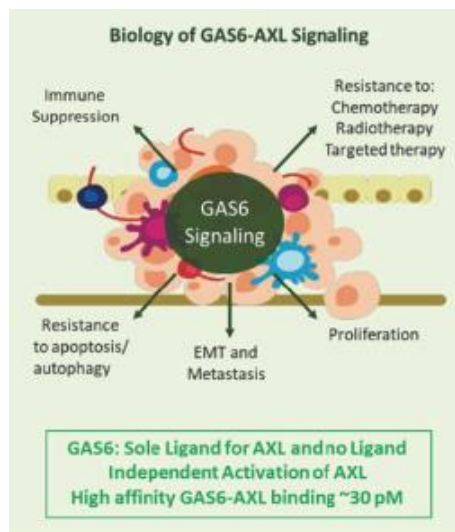 Biology of GAS6-AXL Signaling
Immune
Suppression
Resistance to:
Chemotherapy
Radiotherapy
Targeted therapy
GAS6
Signaling
Resistance
to apoptosis/
autophagy
EMT and
Metastasis
Proliferation
GAS6: Sole Ligand for AXL and no Ligand
Independent Activation of AXL
High affinity GAS6-AXL binding ~30 pM